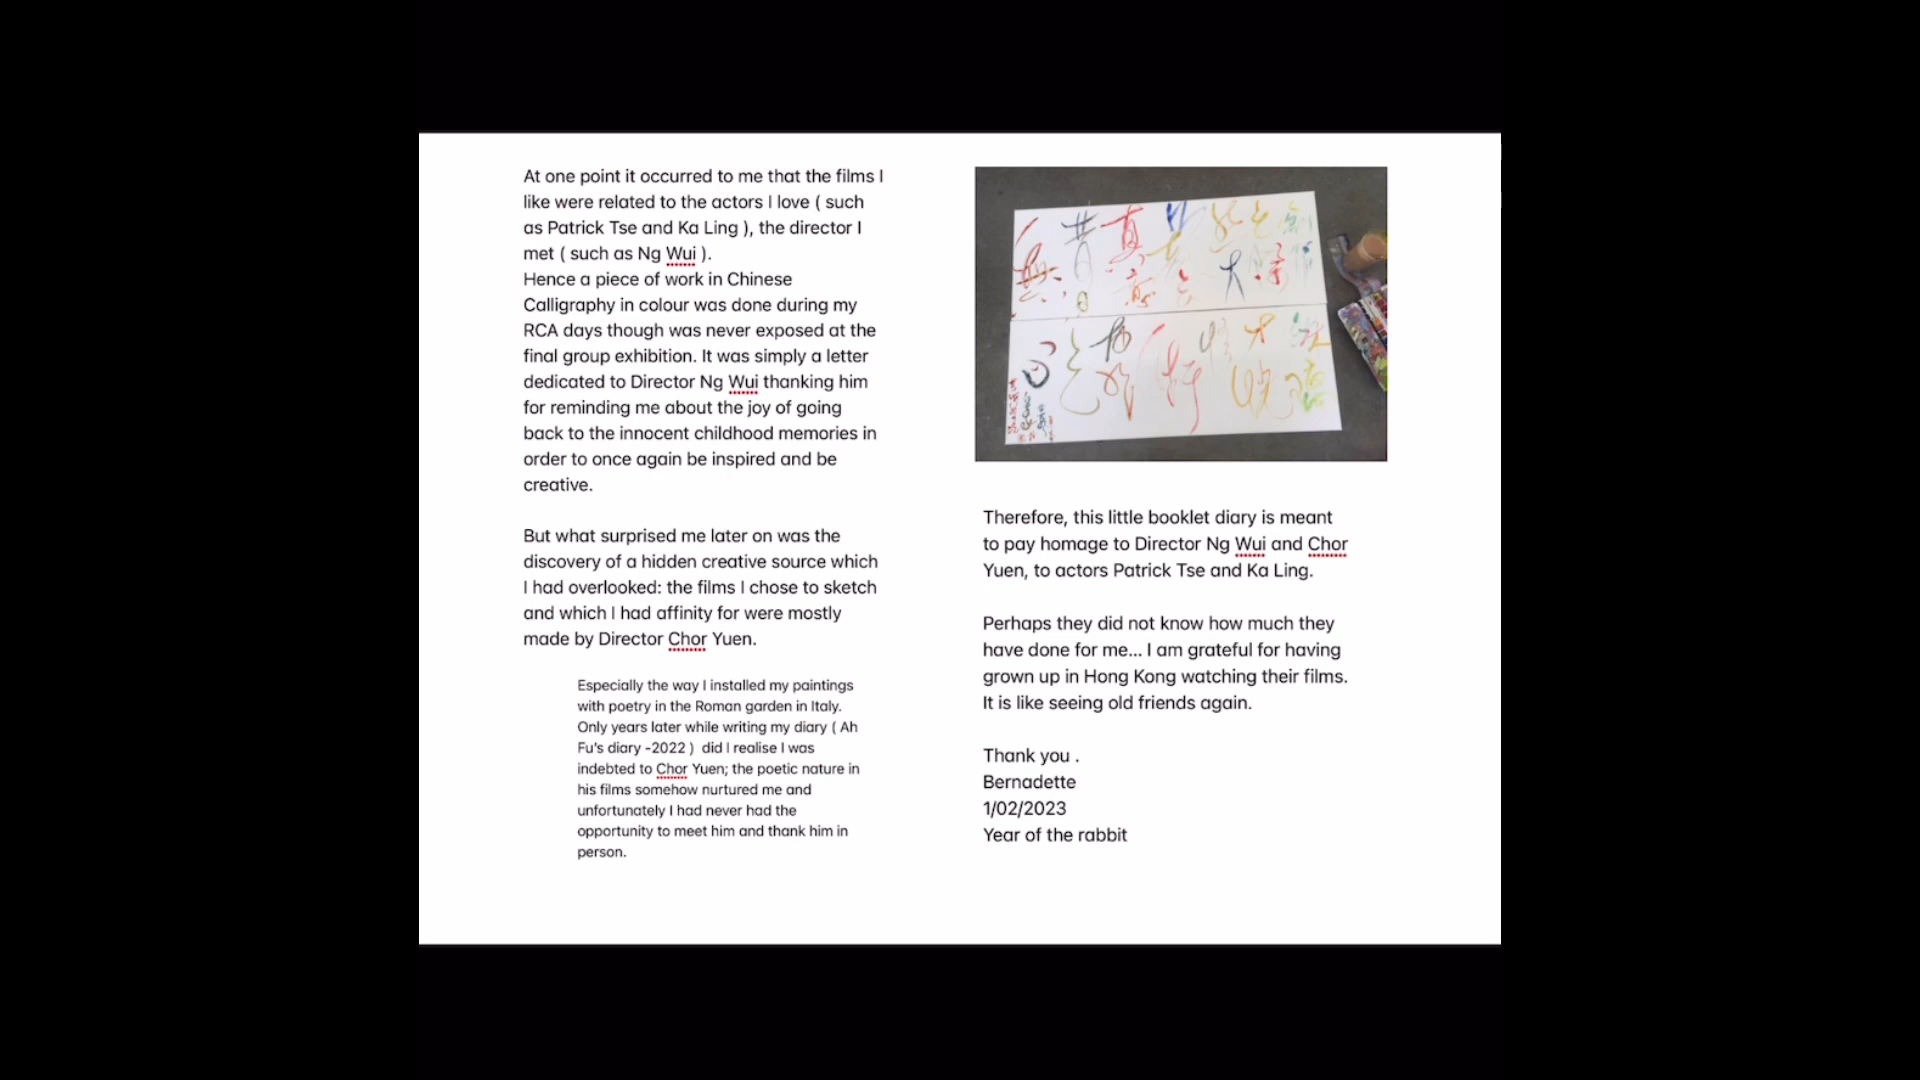 At one point it occurred to me that the films I
like were related to the actors I love ( such
as Patrick Tse and Ka Ling ), the director I
met ( such as Ng Wui ).
Hence a piece of work in Chinese
Calligraphy in colour was done during my
RCA days though was never exposed at the
final group exhibition. It was simply a letter
dedicated to Director Ng Wui thanking him
for reminding me about the joy of going
back to the innocent childhood memories in
order to once again be inspired and be
creative.
But what surprised me later on was the
discovery of a hidden creative source which
I had overlooked: the films I chose to sketch
and which I had affinity for were mostly
made by Director Chor Yuen.
Especially the way I installed my paintings
with poetry in the Roman garden in Italy.
Only years later while writing my diary ( Ah
Fu's diary -2022 )  did I realise I was
indebted to Chor Yuen; the poetic nature in
his films somehow nurtured me and
unfortunately I had never had the
opportunity to meet him and thank him in
person.
Therefore, this little booklet diary is meant
to pay homage to Director Ng Wui and Chor
Yuen, to actors Patrick Tse and Ka Ling.
Perhaps they did not know how much they
have done for me... I am grateful for having
grown up in Hong Kong watching their films.
It is like seeing old friends again.
Thank you .
Bernadette
1/02/2023
Year of the rabbit